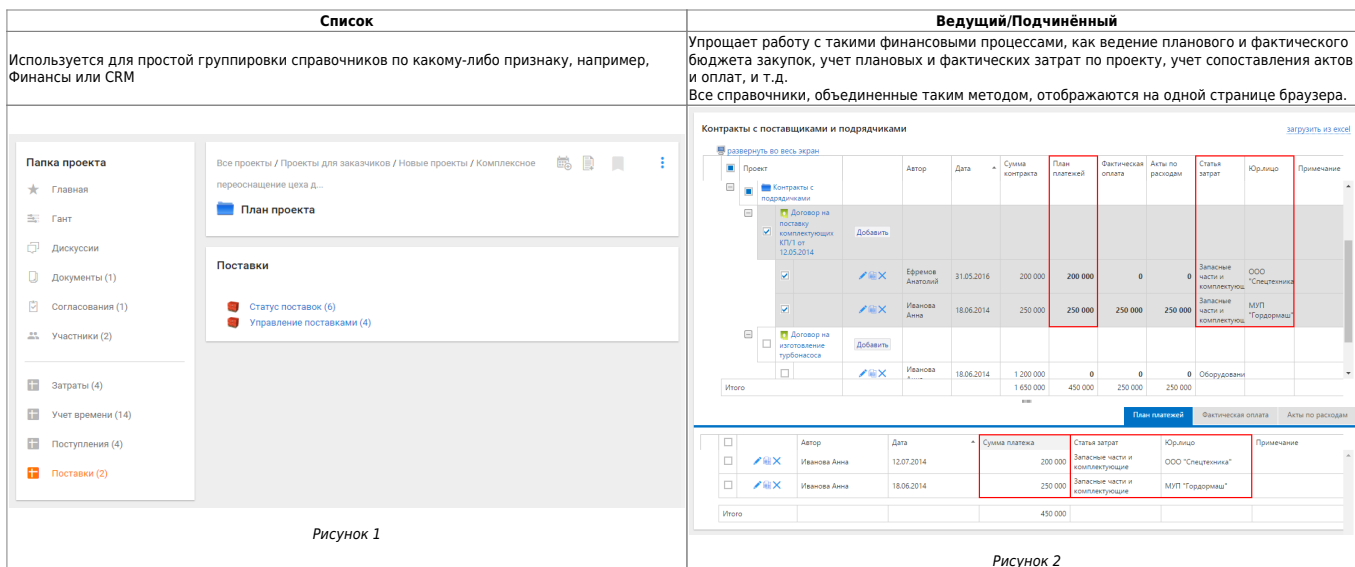 Список
Ведущий/Подчинённый
Используется для простой группировки справочников по какому-либо признаку, например,
Финансы или CRM
Упрощает работу с такими финансовыми процессами, как ведение планового и фактического
бюджета закупок, учет плановых и фактических затрат по проекту, учет сопоставления актов
и оплат, и т.д.
Все справочники, объединенные таким методом, отображаются на одной странице браузера.
Папка проекта
Главная
Гант
Дискуссии
Документы (1)
Согласования (1)
Участники (2)
Затраты (4)
Учет времени (14)
Поступления (4)
Поставки (2)
Все проекты / Проекты для заказчиков / Новые проекты / Комплексное
переоснащение цеха д...
План проекта
Поставки
Статус поставок (6)
Управление поставками (4)
Рисунок 1
Контракты с поставщиками и подрядчиками
загрузить из excel
развернуть во весь экран
Проект Автор Дата Сумма контракта План платежей Фактическая оплата Акты по расходам Статья затрат Юр.лицо Примечание
Контракты с
подрядчиками
Договор на
поставку
комплектующих
КП/1 от
12.05.2014
Добавить
Ефремов Анатолий 31.05.2016 200 000 200 000 0 0 Запасные части и комплектующ ООО "Спецтехника
Иванова Анна 18.06.2014 250 000 250 000 250 000 250 000 Запасные части и комплектующ МУП "Гордормаш"
Договор на
изготовление
турбонасоса
Добавить
Иванова 18.06.2014 1 200 000 0 0 0 Оборудовани
Итого 1 650 000 450 000 250 000 250 000
План платежей Фактическая оплата Акты по расходам
Автор Дата Сумма платежа Статья затрат Юр.лицо Примечание
Иванова Анна 12.07.2014 200 000 Запасные части и комплектующие ООО "Спецтехника"
Иванова Анна 18.06.2014 250 000 Запасные части и комплектующие МУП "Гордормаш"
Итого 450 000
Рисунок 2